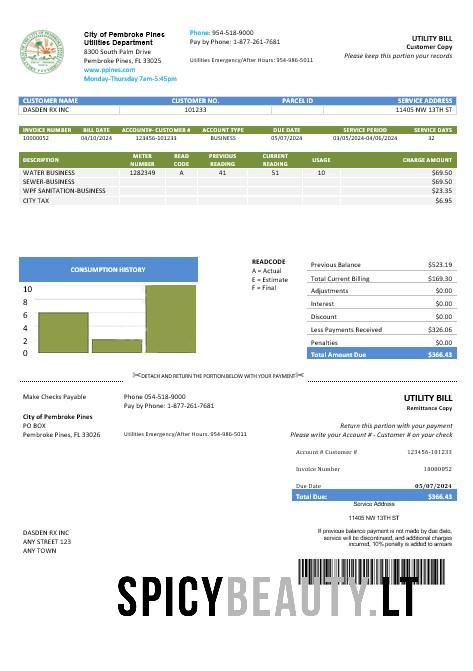 City of Pembroke Pines
Utilities Department
8300 South Palm Drive
Pembroke Pines, FL 33025
www.ppines.com
Monday-Thursday 7am-5:45pm
Phone: 954-518-9000
Pay by Phone: 1-877-261-7681
Utilities Emergency/After Hours: 954-986-5011
UTILITY BILL
Customer Copy
Please keep this portion your records
CUSTOMER NAME CUSTOMER NO. PARCEL ID SERVICE ADDRESS
DASDEN RX INC 101233 11405 NW 13TH ST
INVOICE NUMBER BILL DATE ACCOUNT#-CUSTOMER # ACCOUNT TYPE DUE DATE SERVICE PERIOD SERVICE DAYS
10000052 04/10/2024 123456-101233 BUSINESS 05/07/2024 03/05/2024-04/06/2024 32
DESCRIPTION METER NUMBER READ CODE PREVIOUS READING CURRENT READING USAGE CHARGE AMOUNT
WATER BUSINESS 1282349 A 41 51 10 $69.50
SEWER-BUSINESS $69.50
WPF SANITATION-BUSINESS $23.35
CITY TAX $6.95
CONSUMPTION HISTORY
10
8
6
4
2
0
READCODE
A = Actual
E = Estimate
F = Final
Previous Balance $523.19
Total Current Billing $169.30
Adjustments $0.00
Interest $0.00
Discount $0.00
Less Payments Received $326.06
Penalties $0.00
Total Amount Due $366.43
DETACH AND RETURN THE PORTION BELOW WITH YOUR PAYMENT
Make Checks Payable
City of Pembroke Pines
PO BOX
Pembroke Pines, FL 33026
Phone 054-518-9000
Pay by Phone: 1-877-261-7681
Utilities Emergency/After Hours. 954-986-5011
UTILITY BILL
Remittance Copy
Return this portion with your payment
Please write your Account # - Customer # on your check
Account # Customer # 123456-101233
Invoice Number 10000052
Due Date 05/07/2024
Total Due: $366.43
Service Address
11405 NW 13TH ST
If previous balance payment is not made by due date,
service will be discontinued, and additional charges
incurred, 10% penalty is added to arrears
DASDEN RX INC
ANY STREET 123
ANY TOWN
SPICYBEAUTY.LT